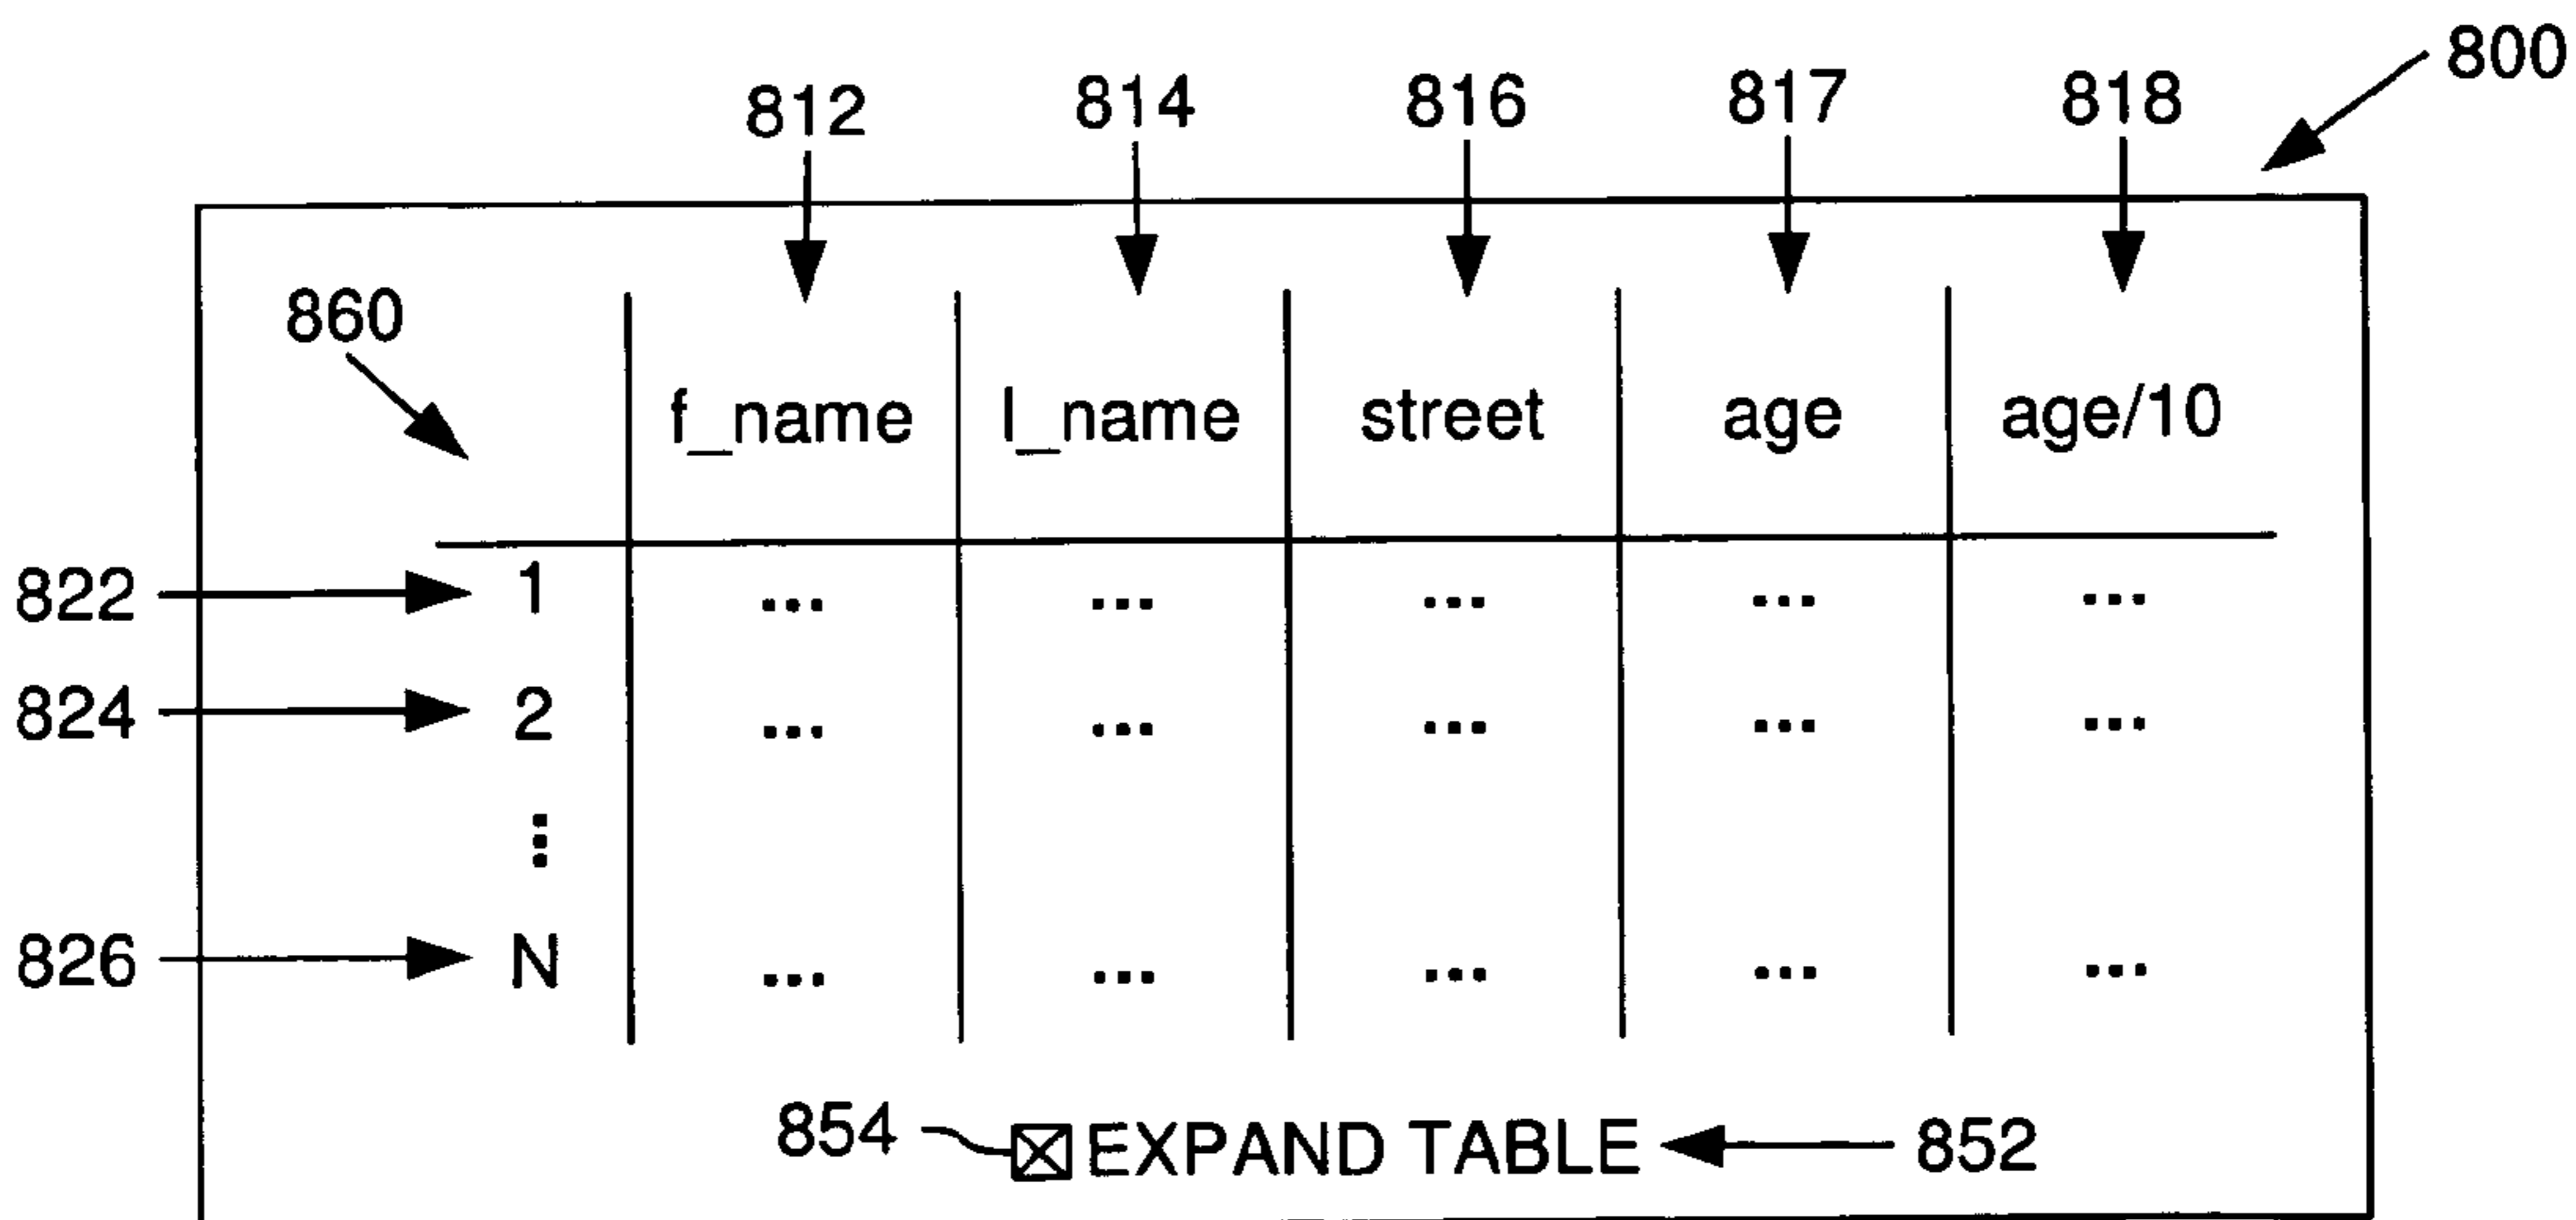 800
812 814 816 817 818
860
f_name l_name street age age/10
822 1 ... ... ... ... ...
824 2 ... ... ... ... ...
...
826 N ... ... ... ... ...
854 EXPAND TABLE 852